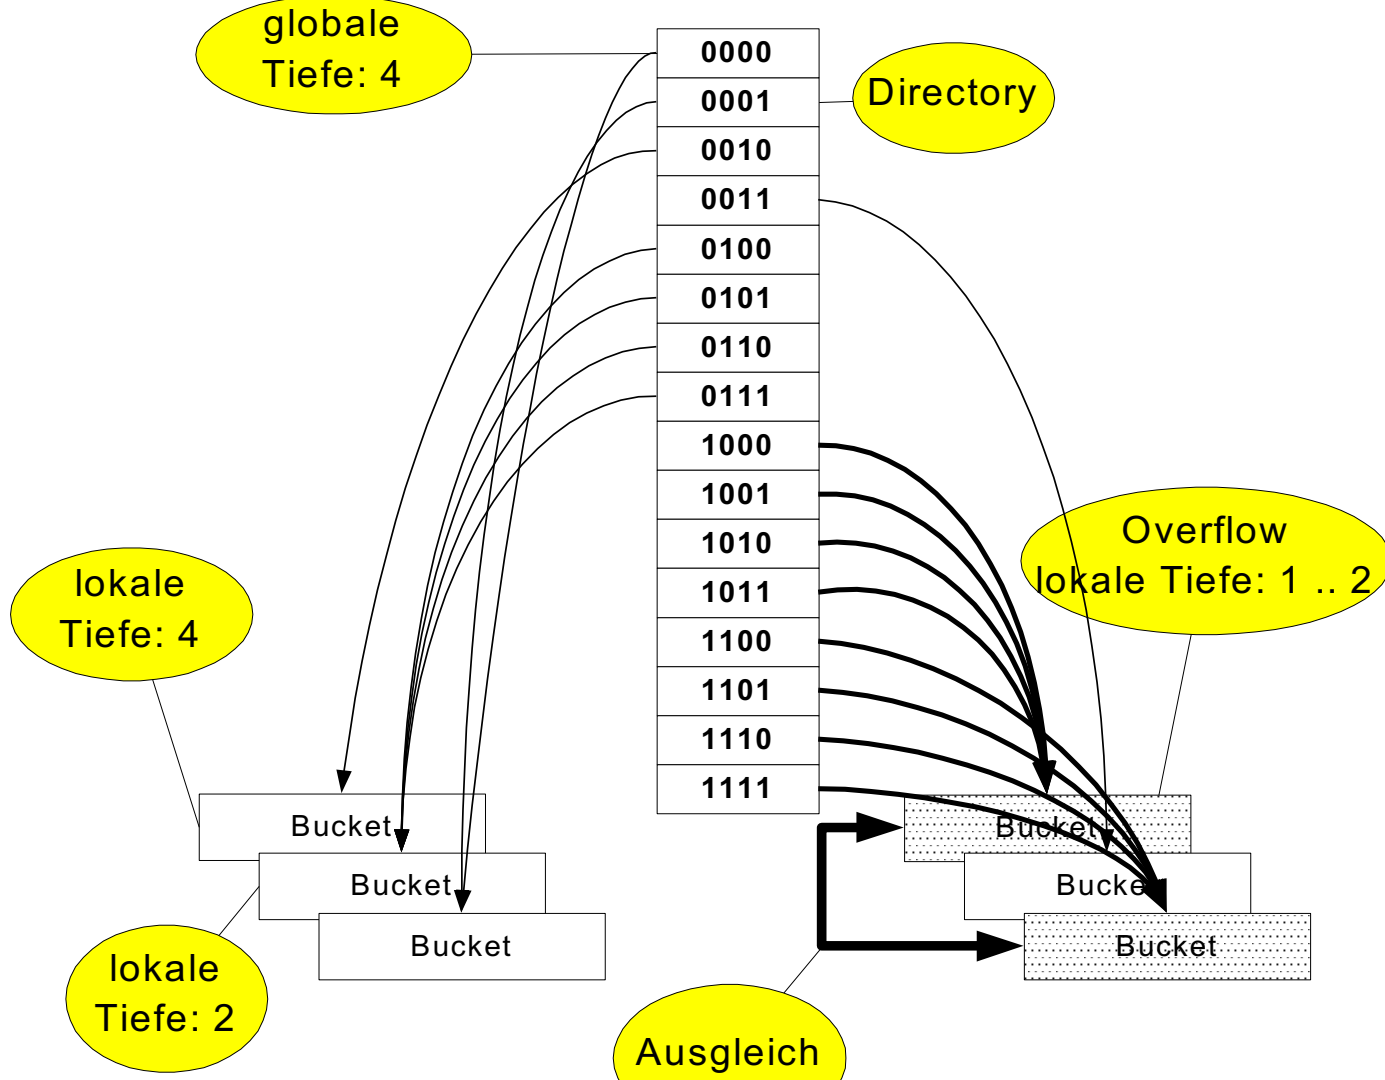 globale
Tiefe: 4
0000
0001
Directory
0010
0011
0100
0101
0110
0111
1000
1001
1010
1011
1100
1101
1110
1111
Overflow
lokale Tiefe: 1 .. 2
lokale
Tiefe: 4
Bucket
Bucket
Bucket
Bucket
Bucket
Bucket
lokale
Tiefe: 2
Ausgleich